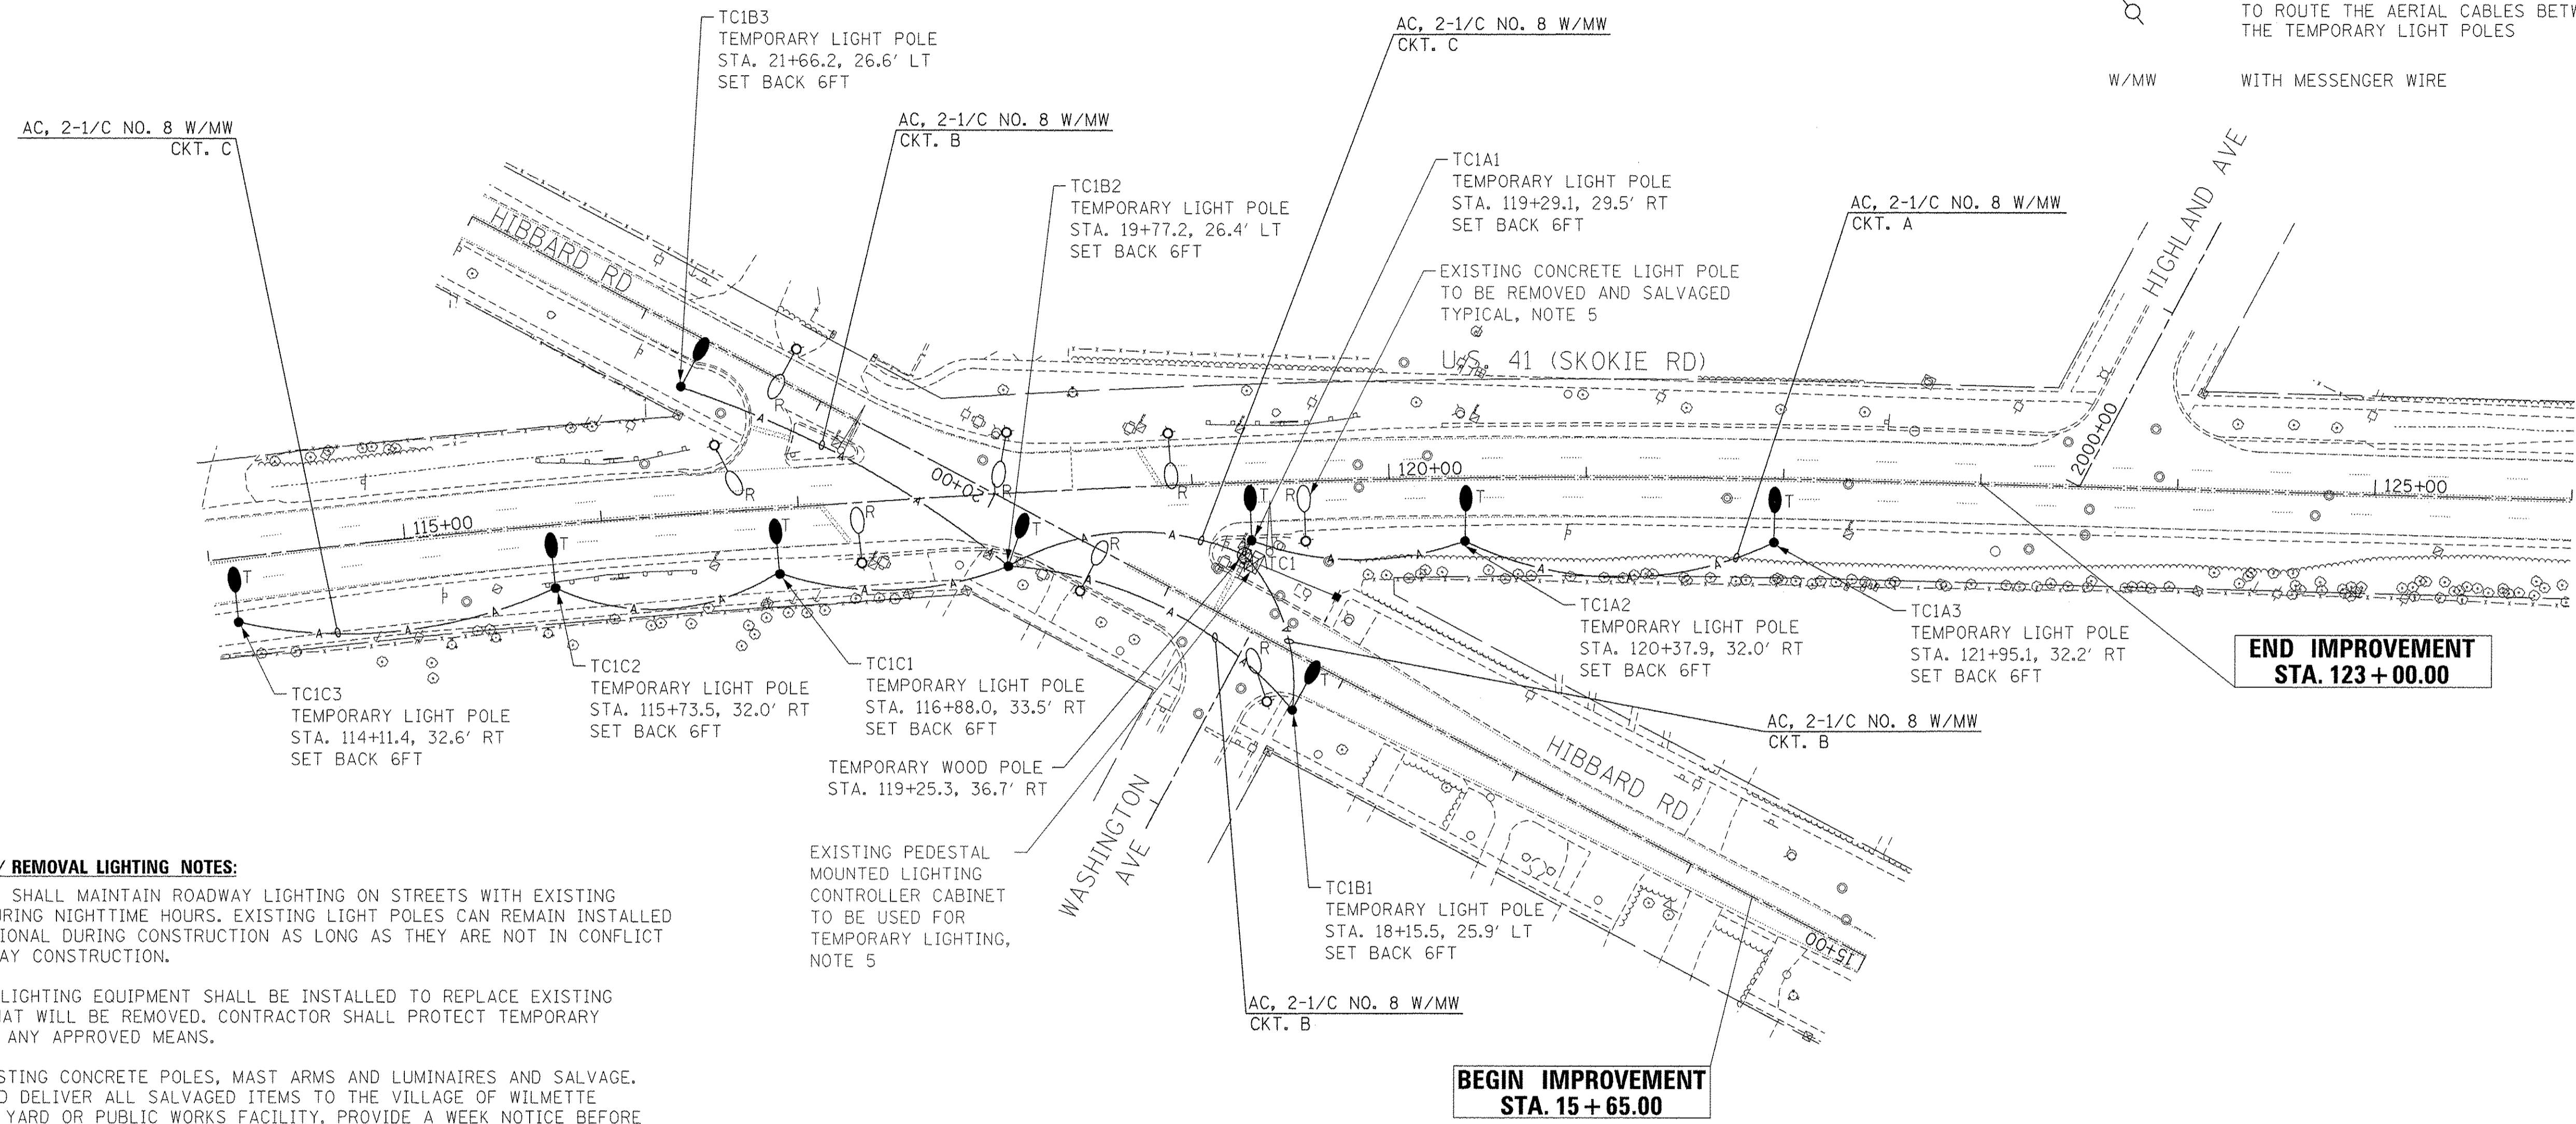 TO ROUTE THE AERIAL CABLES
THE TEMPORARY LIGHT POLES
W/MW WITH MESSENGER WIRE
TC1B3
TEMPORARY LIGHT POLE
STA. 21+66.2, 26.6' LT
SET BACK 6FT
AC, 2-1/C NO. 8 W/MW
CKT. C
AC, 2-1/C NO. 8 W/MW
CKT. C
AC, 2-1/C NO. 8 W/MW
CKT. B
TC1B2
TEMPORARY LIGHT POLE
STA. 19+77.2, 26.4' LT
SET BACK 6FT
TC1A1
TEMPORARY LIGHT POLE
STA. 119+29.1, 29.5' RT
SET BACK 6FT
AC, 2-1/C NO. 8 W/MW
CKT. A
EXISTING CONCRETE LIGHT POLE
TO BE REMOVED AND SALVAGED
TYPICAL, NOTE 5
HIGHLAND AVE
HIBBARD RD
U.S. 41 (SKOKIE RD)
2000+00
20+00
120+00
125+00
115+00
R
R
R
R
R
R
R
R
T
T
T
T
T
T
T
T
A
A
A
A
A
A
A
A
A
A
A
A
A
TC1
TC1C3
TEMPORARY LIGHT POLE
STA. 114+11.4, 32.6' RT
SET BACK 6FT
TC1C2
TEMPORARY LIGHT POLE
STA. 115+73.5, 32.0' RT
SET BACK 6FT
TC1C1
TEMPORARY LIGHT POLE
STA. 116+88.0, 33.5' RT
SET BACK 6FT
TC1A2
TEMPORARY LIGHT POLE
STA. 120+37.9, 32.0' RT
SET BACK 6FT
TC1A3
TEMPORARY LIGHT POLE
STA. 121+95.1, 32.2' RT
SET BACK 6FT
END IMPROVEMENT
STA. 123+00.00
TEMPORARY WOOD POLE
STA. 119+25.3, 36.7' RT
AC, 2-1/C NO. 8 W/MW
CKT. B
HIBBARD RD
WASHINGTON
AVE
EXISTING PEDESTAL
MOUNTED LIGHTING
CONTROLLER CABINET
TO BE USED FOR
TEMPORARY LIGHTING,
NOTE 5
TC1B1
TEMPORARY LIGHT POLE
STA. 18+15.5, 25.9' LT
SET BACK 6FT
15+00
AC, 2-1/C NO. 8 W/MW
CKT. B
BEGIN IMPROVEMENT
STA. 15+65.00
/ REMOVAL LIGHTING NOTES:
SHALL MAINTAIN ROADWAY LIGHTING ON STREETS WITH EXISTING
NIGHTTIME HOURS. EXISTING LIGHT POLES CAN REMAIN INSTALLED
DURING CONSTRUCTION AS LONG AS THEY ARE NOT IN CONFLICT
CONSTRUCTION.
LIGHTING EQUIPMENT SHALL BE INSTALLED TO REPLACE EXISTING
WILL BE REMOVED. CONTRACTOR SHALL PROTECT TEMPORARY
ANY APPROVED MEANS.
CONCRETE POLES, MAST ARMS AND LUMINAIRES AND SALVAGE.
DELIVER ALL SALVAGED ITEMS TO THE VILLAGE OF WILMETTE
YARD OR PUBLIC WORKS FACILITY. PROVIDE A WEEK NOTICE BEFORE